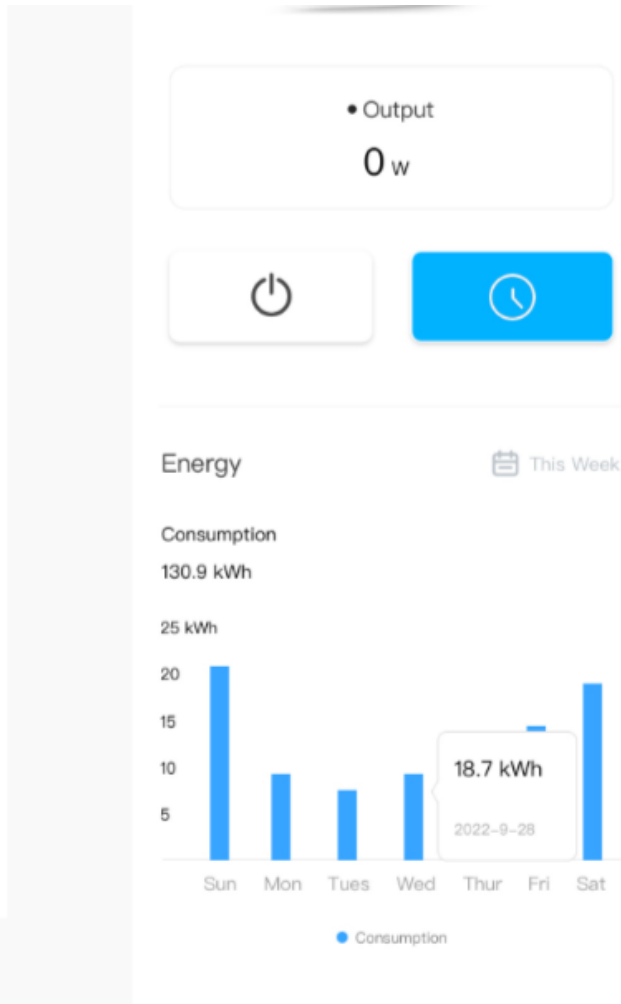 • Output
0 w
Energy
This Week
Consumption
130.9 kWh
25 kWh
20
15
10
5
18.7 kWh
2022-9-28
Sun Mon Tues Wed Thur Fri Sat
Consumption